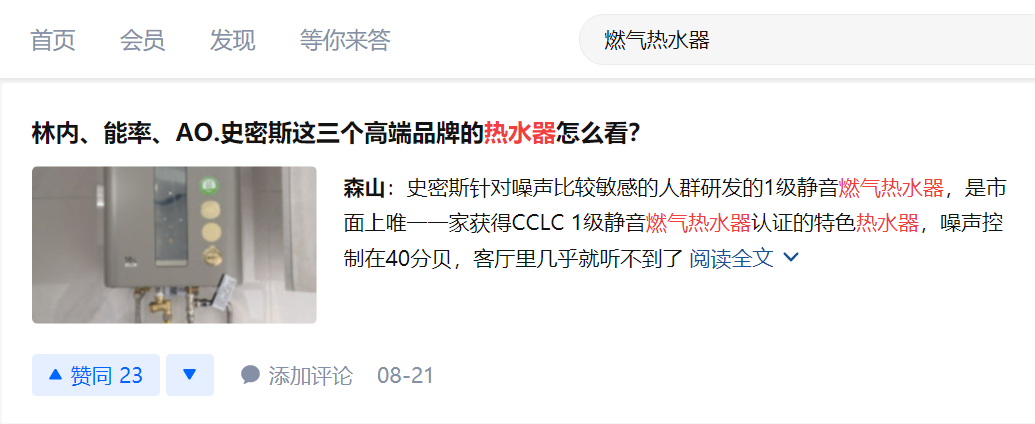 首页 会员 发现 等你来答 燃气热水器
林内、能率、AO.史密斯这三个高端品牌的热水器怎么看？
森山：史密斯针对噪声比较敏感的人群研发的1级静音燃气热水器，是市
面上唯一一家获得CCLC 1级静音燃气热水器认证的特色热水器，噪声控
制在40分贝，客厅里几乎就听不到了 阅读全文
赞同 23 添加评论 08-21